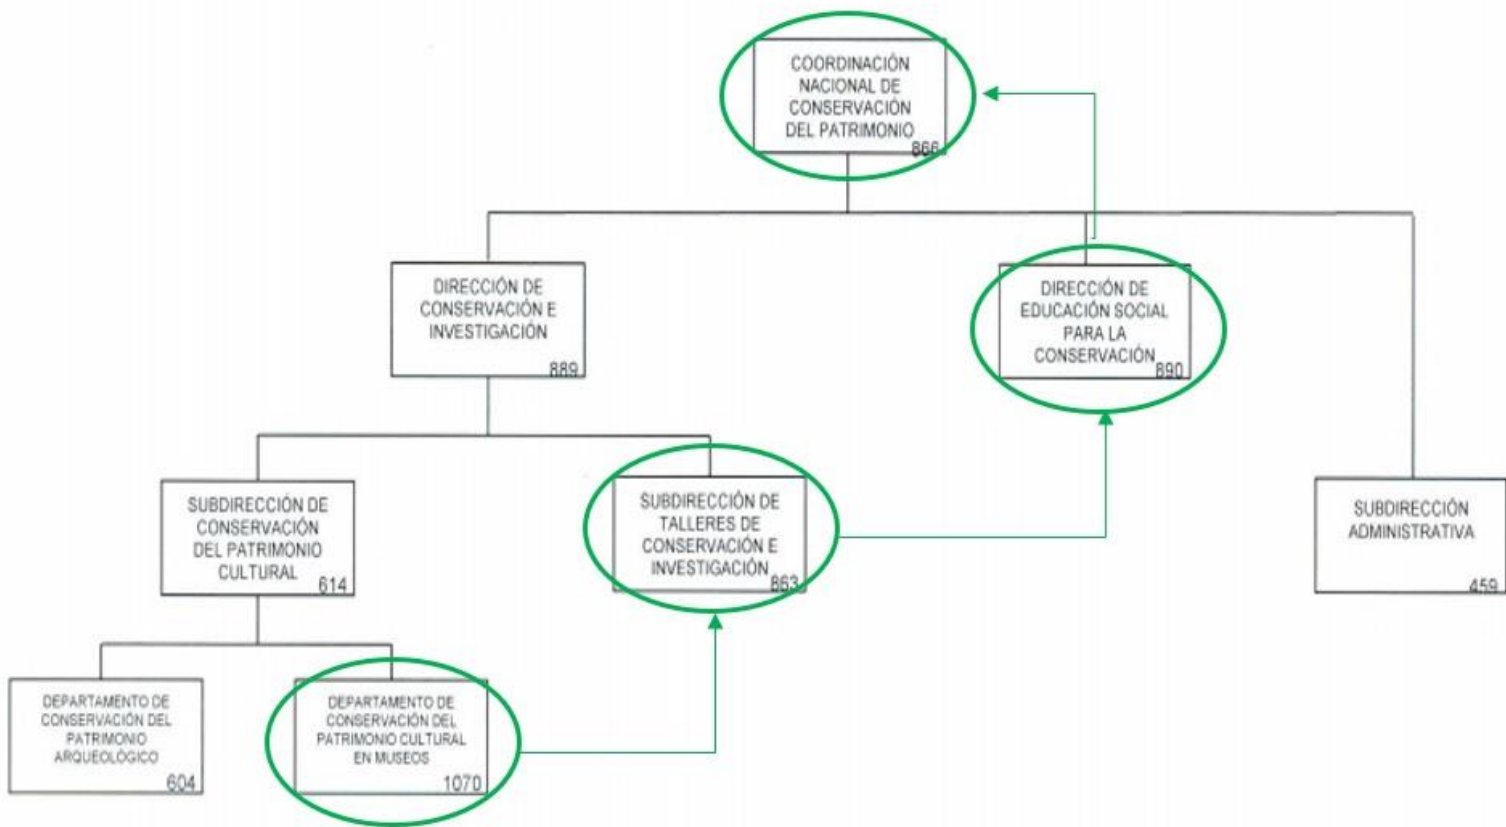 COORDINACIÓN
NACIONAL DE
CONSERVACIÓN
DEL PATRIMONIO
866
DIRECCIÓN DE
CONSERVACIÓN E
INVESTIGACIÓN
889
DIRECCIÓN DE
EDUCACIÓN SOCIAL
PARA LA
CONSERVACIÓN
890
SUBDIRECCIÓN DE
CONSERVACIÓN
DEL PATRIMONIO
CULTURAL
614
SUBDIRECCIÓN DE
TALLERES DE
CONSERVACIÓN E
INVESTIGACIÓN
863
SUBDIRECCIÓN
ADMINISTRATIVA
459
DEPARTAMENTO DE
CONSERVACIÓN DEL
PATRIMONIO
ARQUEOLÓGICO
604
DEPARTAMENTO DE
CONSERVACIÓN DEL
PATRIMONIO CULTURAL
EN MUSEOS
1070